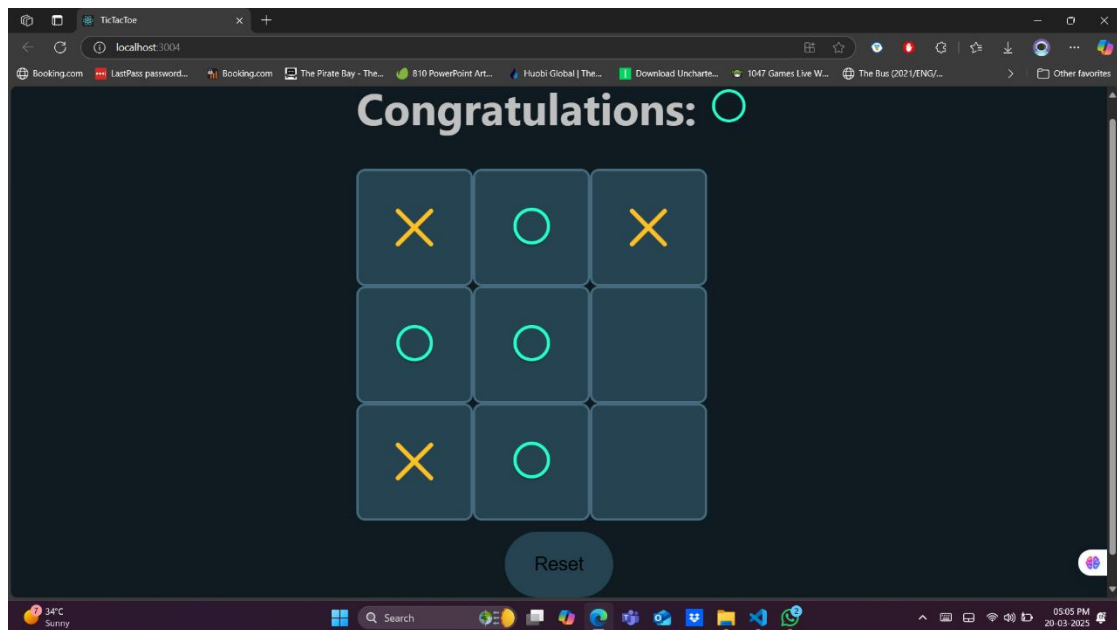 TicTacToe
localhost:3004
Booking.com LastPass password... Booking.com The Pirate Bay - The... 810 PowerPoint Art... Huobi Global | The... Download Uncharte... 1047 Games Live W... The Bus (2021/ENG/... Other favorites
Congratulations:
Reset
34°C
Sunny
Search
05:05 PM
20-03-2025
7
2